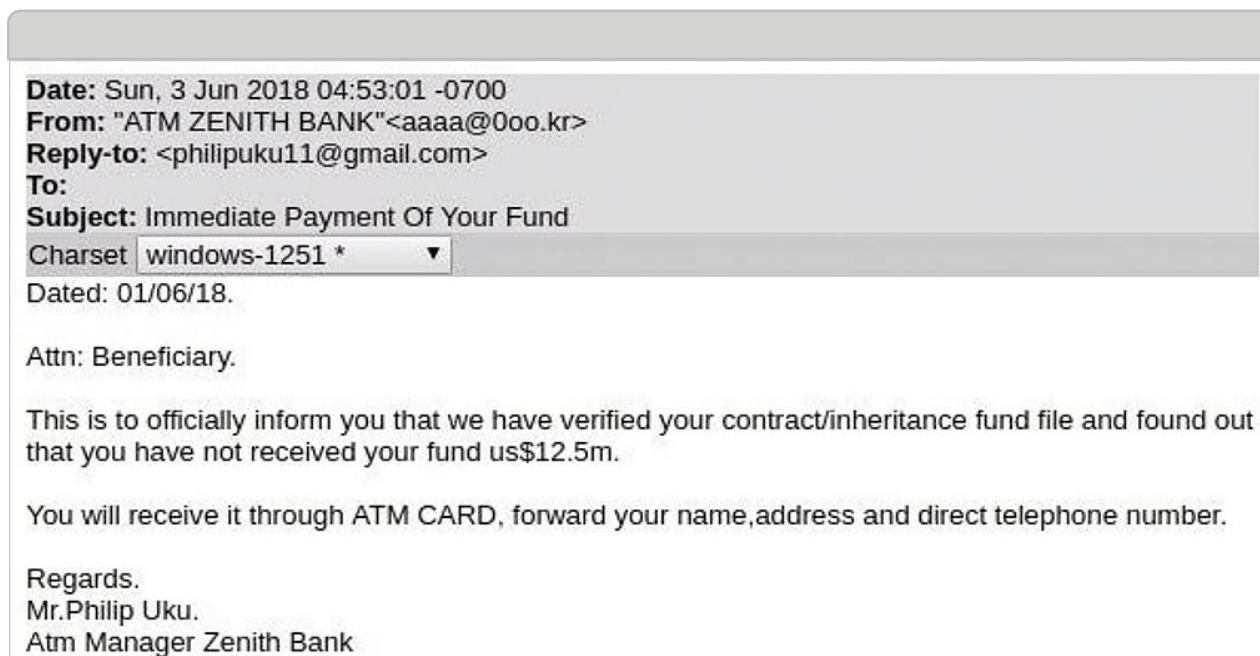 Date: Sun, 3 Jun 2018 04:53:01 -0700
From: "ATM ZENITH BANK"<aaaa@0oo.kr>
Reply-to: <philipuku11@gmail.com>
To:
Subject: Immediate Payment Of Your Fund
Charset windows-1251 *
Dated: 01/06/18.
Attn: Beneficiary.
This is to officially inform you that we have verified your contract/inheritance fund file and found out
that you have not received your fund us$12.5m.
You will receive it through ATM CARD, forward your name,address and direct telephone number.
Regards.
Mr.Philip Uku.
Atm Manager Zenith Bank